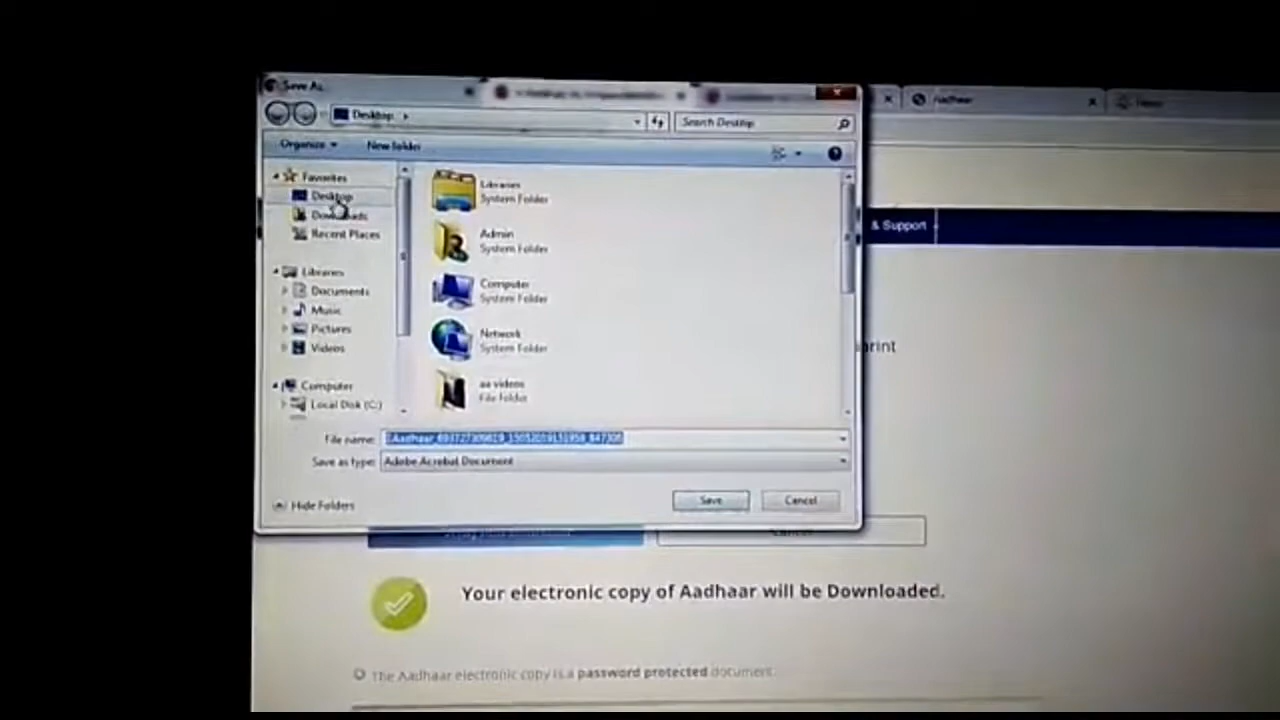 Save As
Aadhaar
Desktop
Search Desktop
Organize
New folder
Favorites
Desktop
Downloads
Recent Places
Libraries
Documents
Music
Pictures
Videos
Computer
Local Disk (C:)
Libraries
System Folder
Admin
System Folder
Computer
System Folder
Network
System Folder
aa videos
File Folder
& Support
print
File name:
Save as type: Adobe Acrobat Document
Hide Folders
Save
Cancel
Cancel
Your electronic copy of Aadhaar will be Downloaded.
The Aadhaar electronic copy is a password protected document.